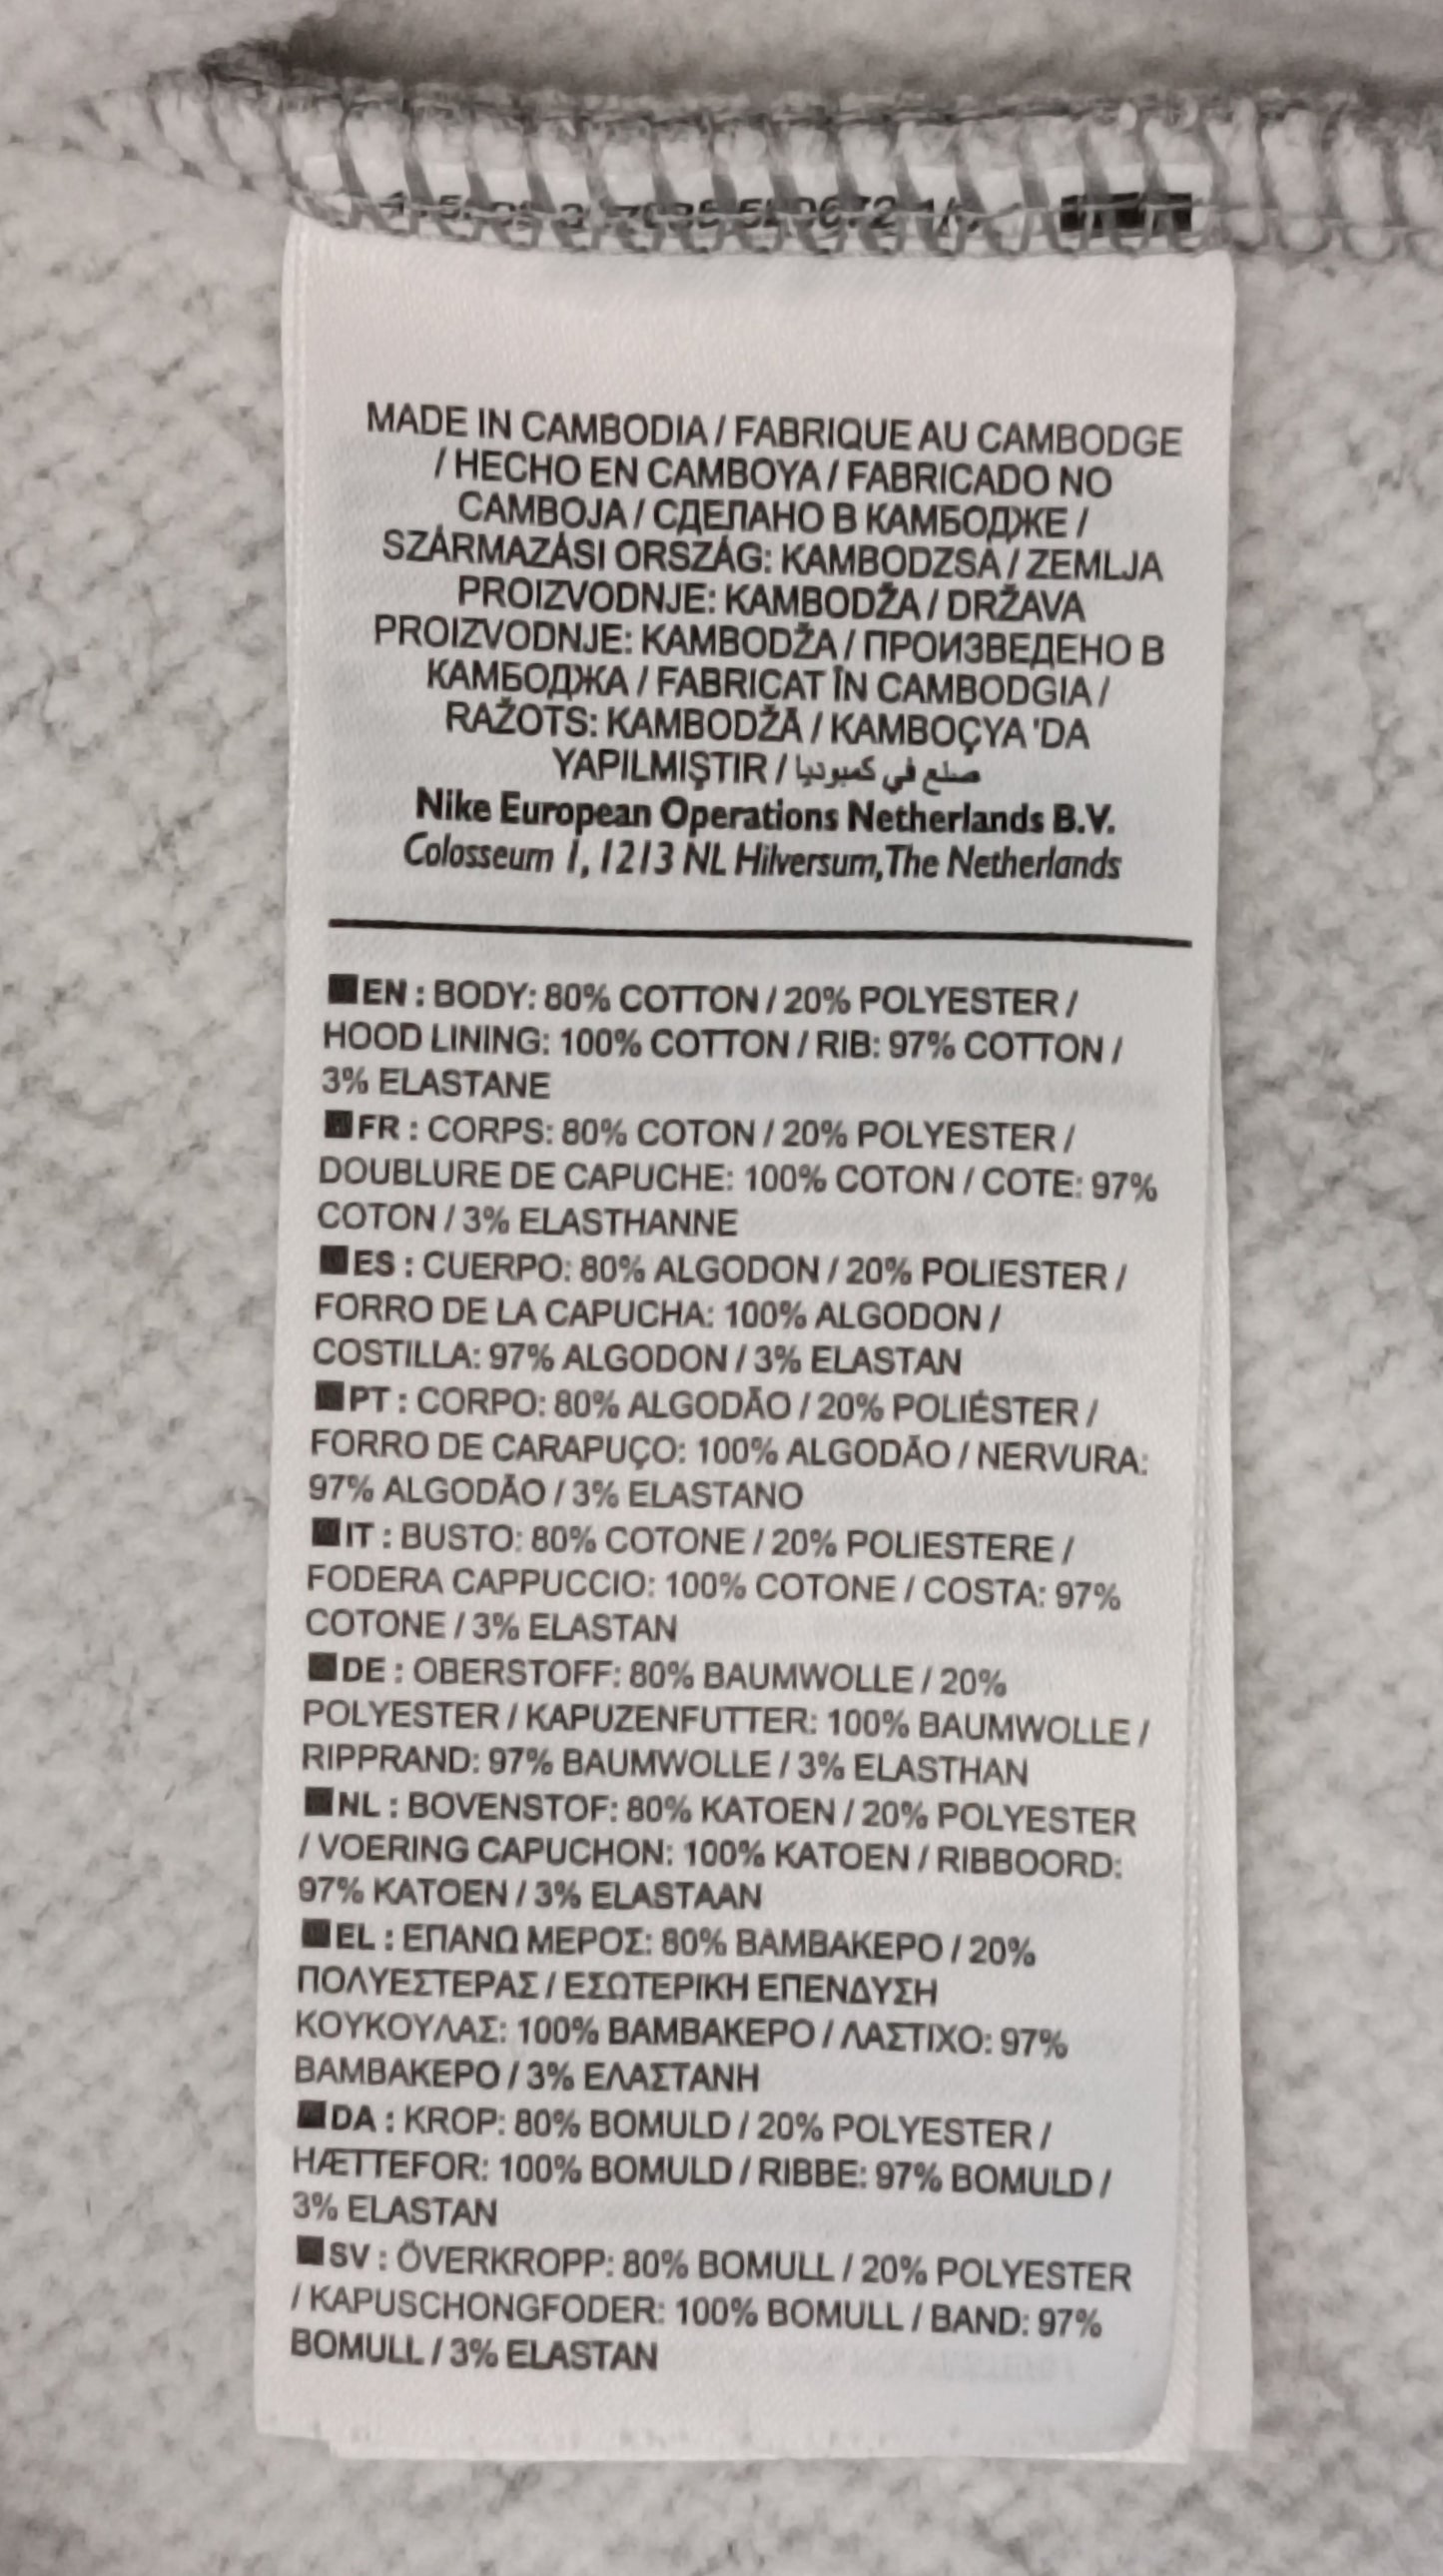 MADE IN CAMBODIA / FABRIQUE AU CAMBODGE
/ HECHO EN CAMBOYA / FABRICADO NO
CAMBOJA / СДЕЛАНО В КАМБОДЖЕ /
SZÁRMAZÁSI ORSZÁG: KAMBODZSA / ZEMLJA
PROIZVODNJE: KAMBODŽA / DRŽAVA
PROIZVODNJE: KAMBODŽA / ПРОИЗВЕДЕНО В
КАМБОДЖА / FABRICAT ÎN CAMBODGIA /
RAŽOTS: KAMBODŽĀ / KAMBOÇYA 'DA
YAPILMIŞTIR / صنع في كمبوديا
Nike European Operations Netherlands B.V.
Colosseum 1, 1213 NL Hilversum, The Netherlands
EN : BODY: 80% COTTON / 20% POLYESTER /
HOOD LINING: 100% COTTON / RIB: 97% COTTON /
3% ELASTANE
FR : CORPS: 80% COTON / 20% POLYESTER /
DOUBLURE DE CAPUCHE: 100% COTON / COTE: 97%
COTON / 3% ELASTHANNE
ES : CUERPO: 80% ALGODON / 20% POLIESTER /
FORRO DE LA CAPUCHA: 100% ALGODON /
COSTILLA: 97% ALGODON / 3% ELASTAN
PT : CORPO: 80% ALGODÃO / 20% POLIÉSTER /
FORRO DE CARAPUÇO: 100% ALGODÃO / NERVURA:
97% ALGODÃO / 3% ELASTANO
IT : BUSTO: 80% COTONE / 20% POLIESTERE /
FODERA CAPPUCCIO: 100% COTONE / COSTA: 97%
COTONE / 3% ELASTAN
DE : OBERSTOFF: 80% BAUMWOLLE / 20%
POLYESTER / KAPUZENFUTTER: 100% BAUMWOLLE /
RIPPRAND: 97% BAUMWOLLE / 3% ELASTHAN
NL : BOVENSTOF: 80% KATOEN / 20% POLYESTER
/ VOERING CAPUCHON: 100% KATOEN / RIBBOORD:
97% KATOEN / 3% ELASTAAN
EL : ΕΠΑΝΩ ΜΕΡΟΣ: 80% ΒΑΜΒΑΚΕΡΟ / 20%
ΠΟΛΥΕΣΤΕΡΑΣ / ΕΣΩΤΕΡΙΚΗ ΕΠΕΝΔΥΣΗ
ΚΟΥΚΟΥΛΑΣ: 100% ΒΑΜΒΑΚΕΡΟ / ΛΑΣΤΙΧΟ: 97%
ΒΑΜΒΑΚΕΡΟ / 3% ΕΛΑΣΤΑΝΗ
DA : KROP: 80% BOMULD / 20% POLYESTER /
HÆTTEFOR: 100% BOMULD / RIBBE: 97% BOMULD /
3% ELASTAN
SV : ÖVERKROPP: 80% BOMULL / 20% POLYESTER
/ KAPUSCHONGFODER: 100% BOMULL / BAND: 97%
BOMULL / 3% ELASTAN